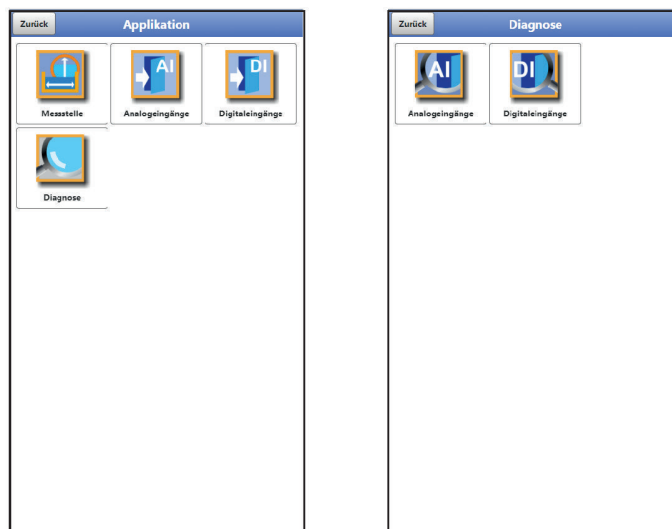 Zurück Applikation
AI DI
Messstelle Analogeingänge Digitaleingänge
Diagnose
Zurück Diagnose
AI DI
Analogeingänge Digitaleingänge